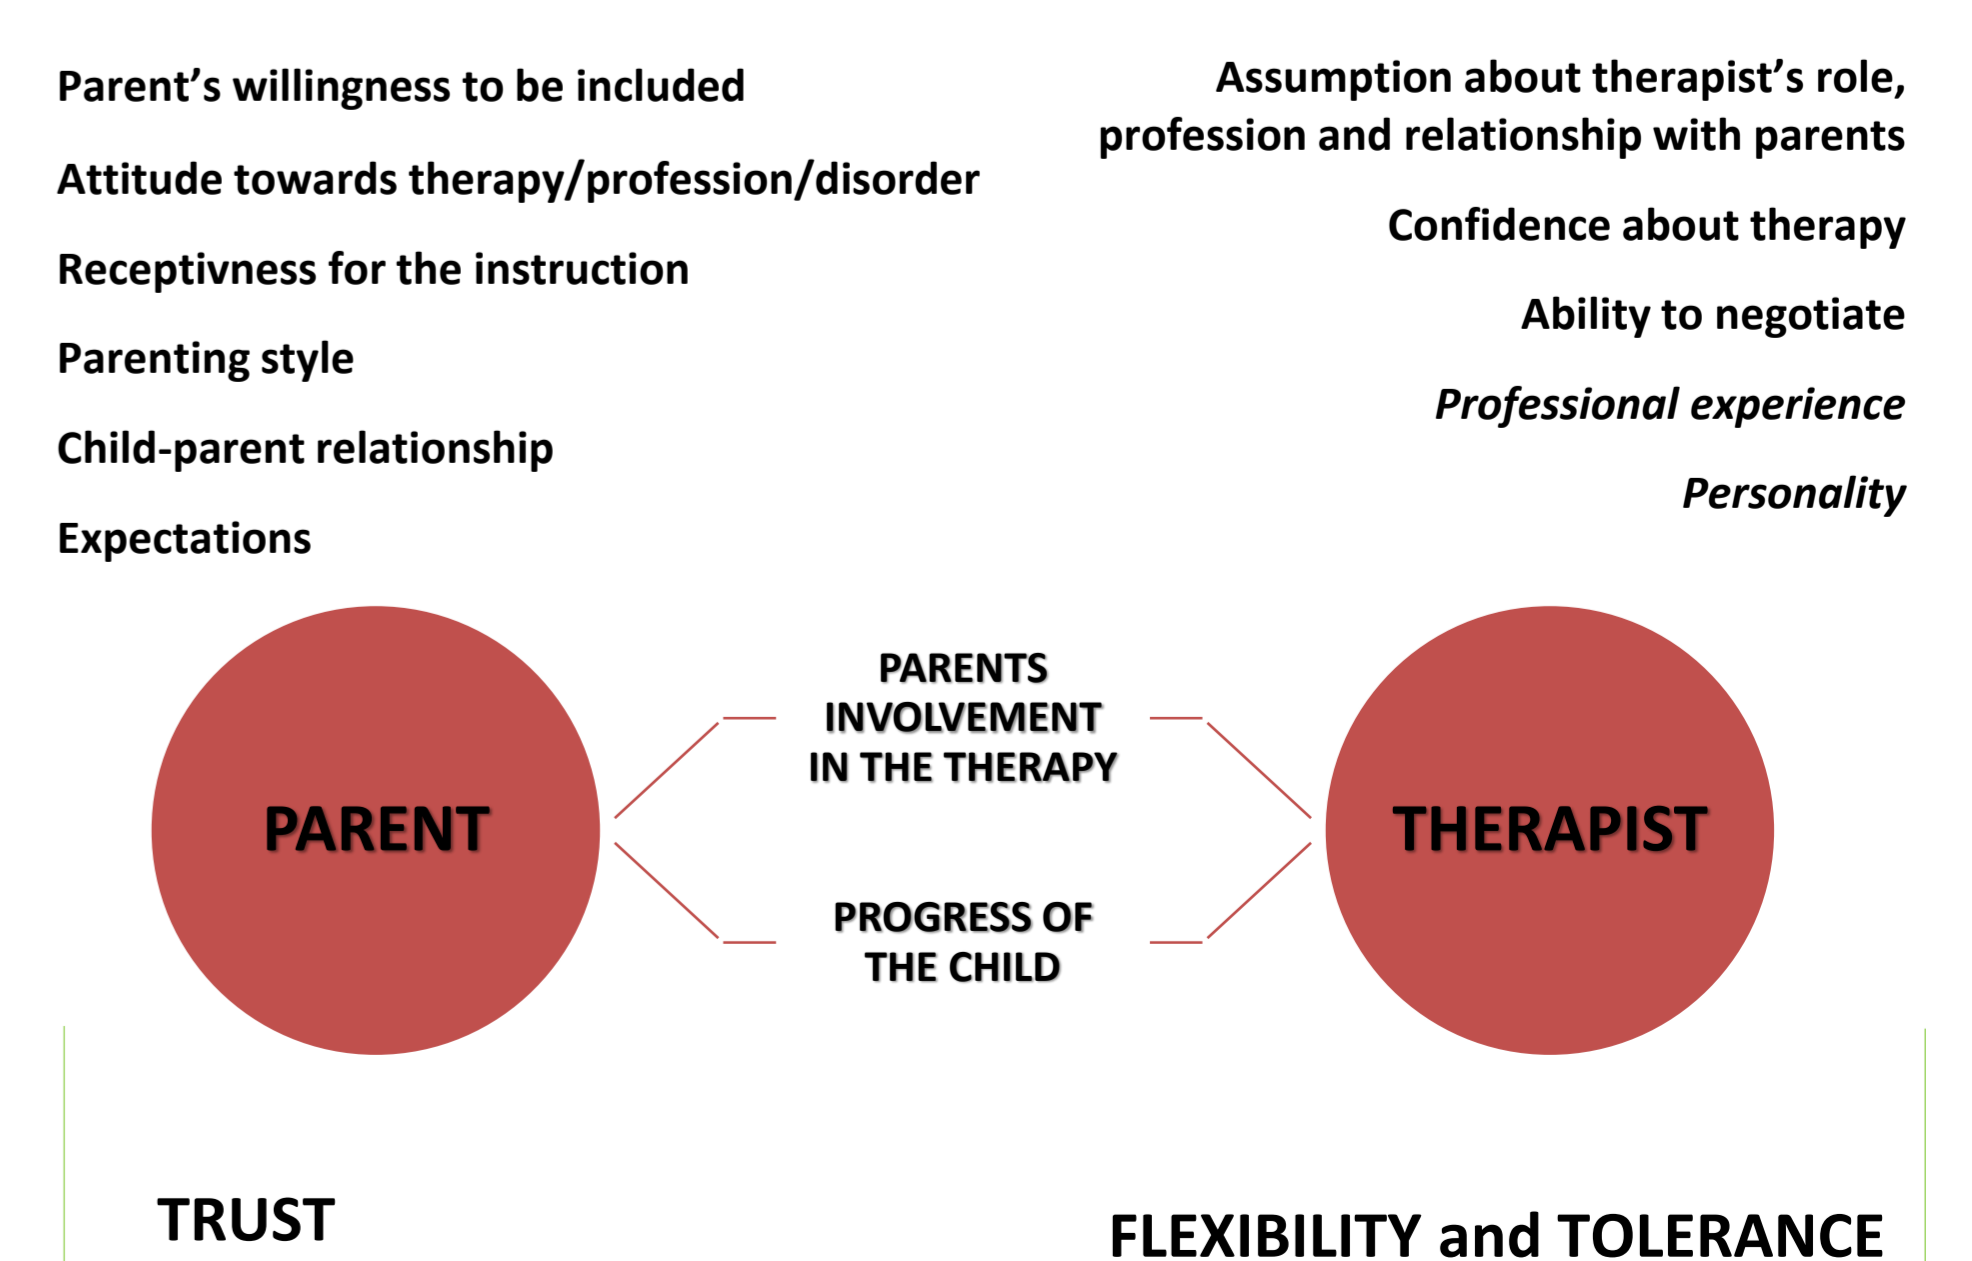 Parent’s willingness to be included
Attitude towards therapy/profession/disorder
Receptivness for the instruction
Parenting style
Child-parent relationship
Expectations
Assumption about therapist’s role,
profession and relationship with parents
Confidence about therapy
Ability to negotiate
Professional experience
Personality
PARENT
PARENTS
INVOLVEMENT
IN THE THERAPY
PROGRESS OF
THE CHILD
THERAPIST
TRUST
FLEXIBILITY and TOLERANCE